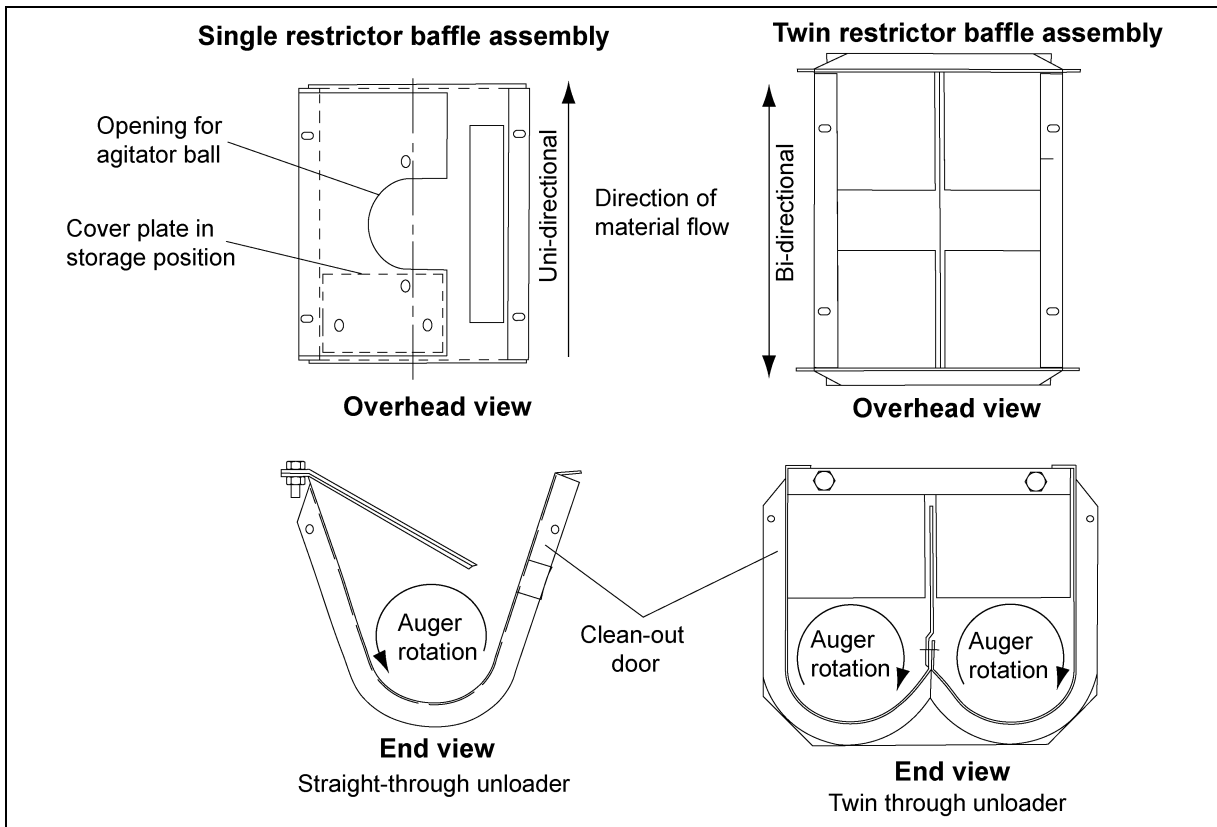 Single restrictor baffle assembly
Opening for
agitator ball
Cover plate in
storage position
Uni-directional
Overhead view
Direction of
material flow
Twin restrictor baffle assembly
Bi-directional
Overhead view
Auger
rotation
End view
Straight-through unloader
Clean-out
door
Auger
rotation
Auger
rotation
End view
Twin through unloader